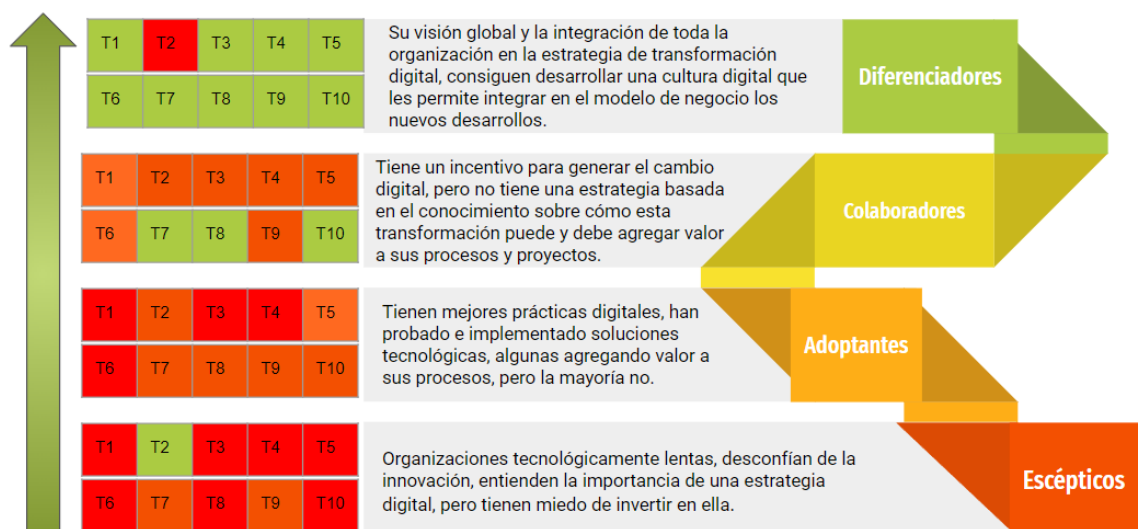 T1 T2 T3 T4 T5
T6 T7 T8 T9 T10
Su visión global y la integración de toda la
organización en la estrategia de transformación
digital, consiguen desarrollar una cultura digital que
les permite integrar en el modelo de negocio los
nuevos desarrollos.
Diferenciadores
T1 T2 T3 T4 T5
T6 T7 T8 T9 T10
Tiene un incentivo para generar el cambio
digital, pero no tiene una estrategia basada
en el conocimiento sobre cómo esta
transformación puede y debe agregar valor
a sus procesos y proyectos.
Colaboradores
T1 T2 T3 T4 T5
T6 T7 T8 T9 T10
Tienen mejores prácticas digitales, han
probado e implementado soluciones
tecnológicas, algunas agregando valor a
sus procesos, pero la mayoría no.
Adoptantes
T1 T2 T3 T4 T5
T6 T7 T8 T9 T10
Organizaciones tecnológicamente lentas, desconfían de la
innovación, entienden la importancia de una estrategia
digital, pero tienen miedo de invertir en ella.
Escépticos